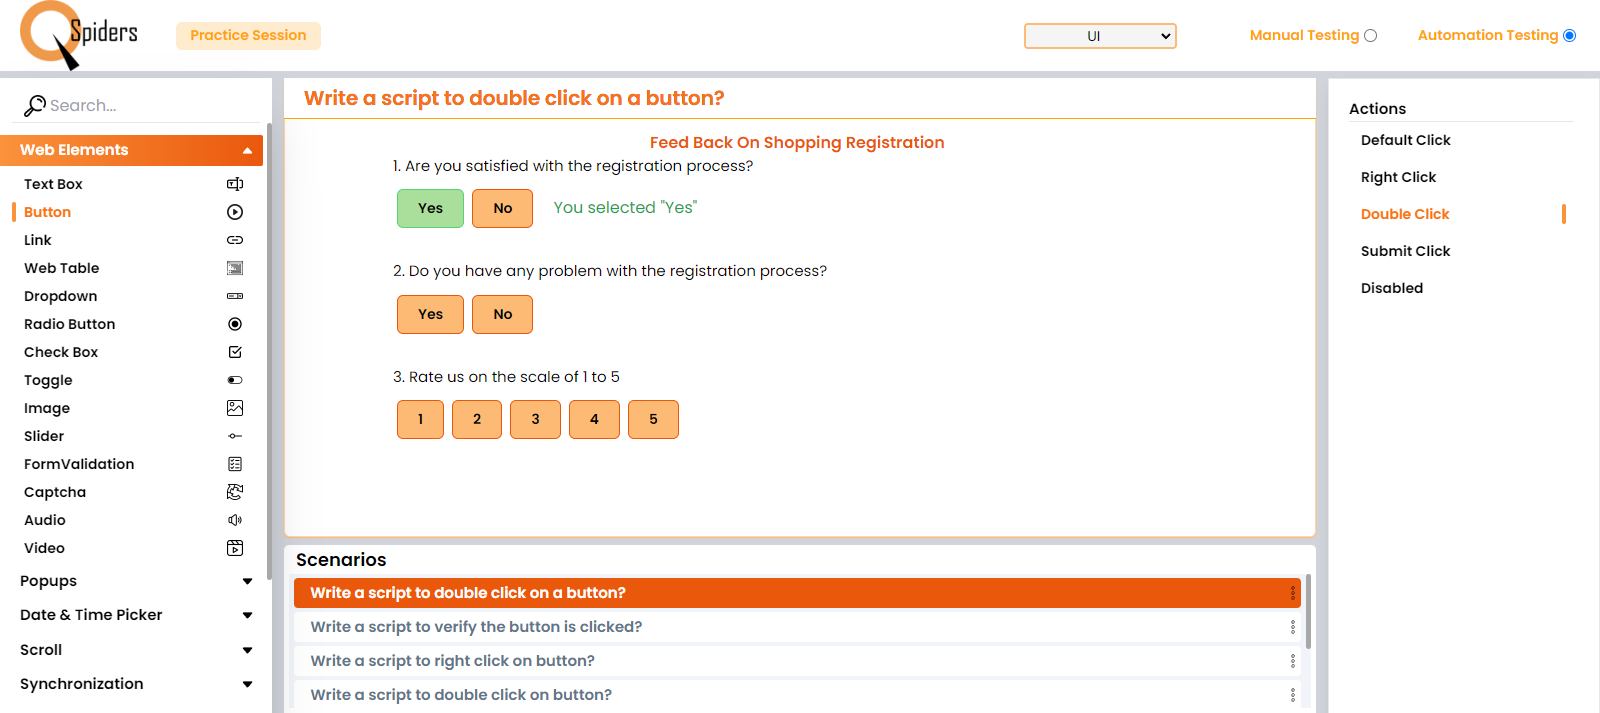 Spiders
Practice Session
UI
Manual Testing
Automation Testing
Search...
Web Elements
Text Box
Button
Link
Web Table
Dropdown
Radio Button
Check Box
Toggle
Image
Slider
FormValidation
Captcha
Audio
Video
Popups
Date & Time Picker
Scroll
Synchronization
Write a script to double click on a button?
Feed Back On Shopping Registration
1. Are you satisfied with the registration process?
Yes No You selected "Yes"
2. Do you have any problem with the registration process?
Yes No
3. Rate us on the scale of 1 to 5
1 2 3 4 5
Scenarios
Write a script to double click on a button?
Write a script to verify the button is clicked?
Write a script to right click on button?
Write a script to double click on button?
Actions
Default Click
Right Click
Double Click
Submit Click
Disabled